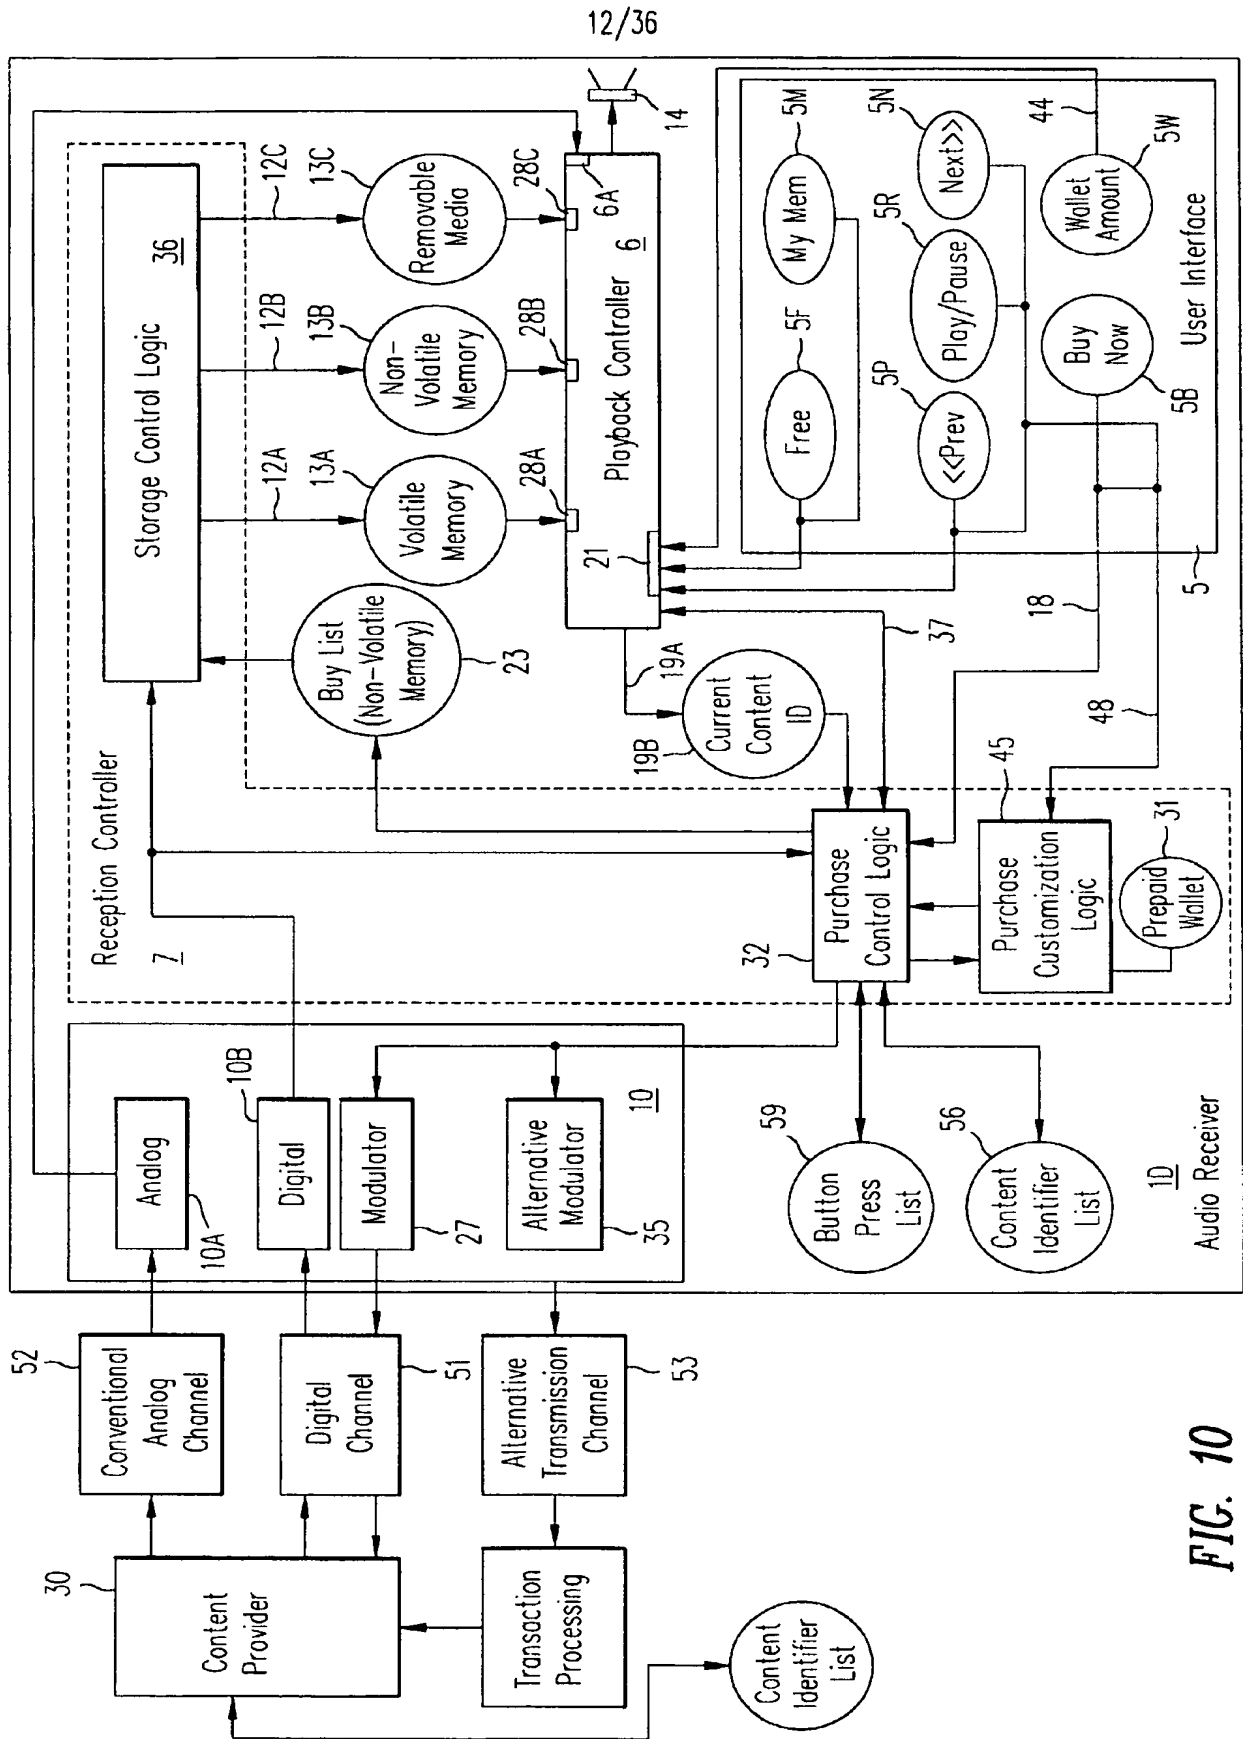 12/36
Reception Controller
7
Storage Control Logic
36
12A
12B
12C
Volatile
Memory
13A
Non-
Volatile
Memory
13B
Removable
Media
13C
Buy List
(Non-Volatile
Memory)
23
28A
28B
28C
6A
Playback Controller
6
21
14
19A
Current
Content
ID
19B
37
Free
5F
My Mem
5M
<<Prev
5P
Play/Pause
5R
Next>>
5N
Buy
Now
5B
Wallet
Amount
5W
44
User Interface
5
18
48
Purchase
Control Logic
32
Purchase
Customization
Logic
45
Prepaid
Wallet
31
Analog
10A
Digital
10B
Modulator
27
Alternative
Modulator
35
10
Button
Press
List
59
Content
Identifier
List
56
1D
Audio Receiver
Conventional
Analog
Channel
52
Digital
Channel
51
Alternative
Transmission
Channel
53
Content
Provider
30
Transaction
Processing
Content
Identifier
List
FIG. 10